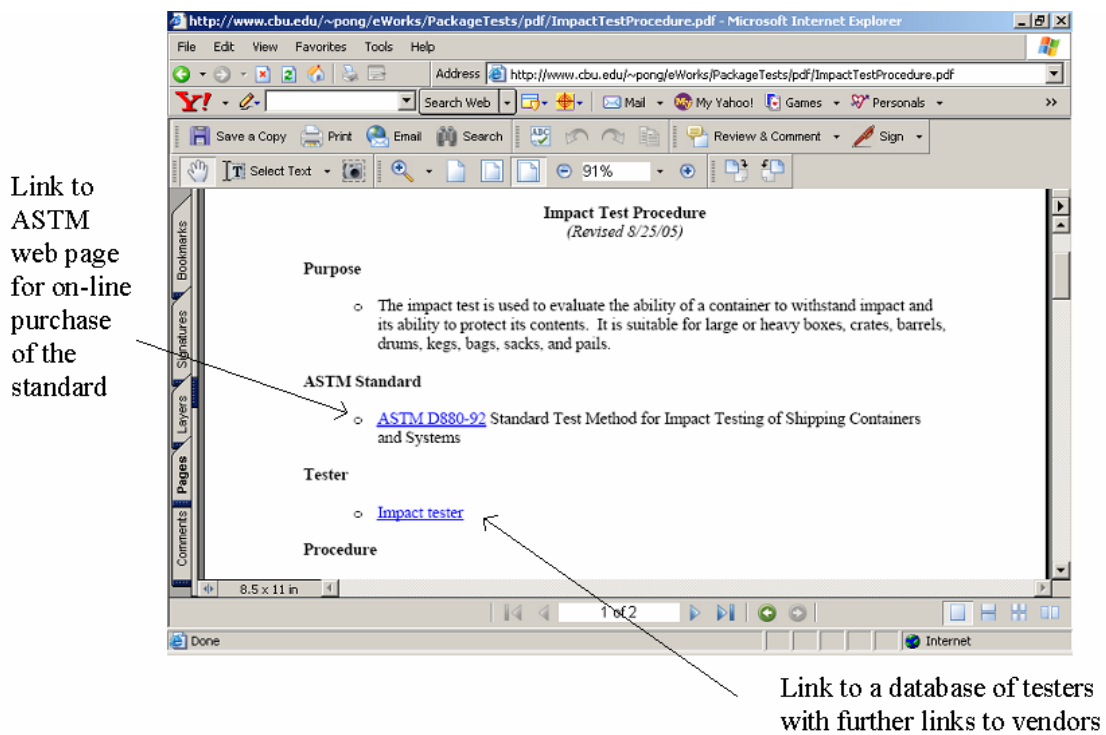 http://www.cbu.edu/~pong/eWorks/PackageTests/pdf/ImpactTestProcedure.pdf - Microsoft Internet Explorer
File Edit View Favorites Tools Help
Address http://www.cbu.edu/~pong/eWorks/PackageTests/pdf/ImpactTestProcedure.pdf
Y! Search Web Mail My Yahoo! Games Personals »
Save a Copy Print Email Search ABC Review & Comment Sign
T Select Text 91%
Link to
ASTM
web page
for on-line
purchase
of the
standard
Bookmarks
Signatures
Layers
Pages
Comments
Impact Test Procedure
(Revised 8/25/05)
Purpose
o The impact test is used to evaluate the ability of a container to withstand impact and
its ability to protect its contents. It is suitable for large or heavy boxes, crates, barrels,
drums, kegs, bags, sacks, and pails.
ASTM Standard
o ASTM D880-92 Standard Test Method for Impact Testing of Shipping Containers
and Systems
Tester
o Impact tester
Procedure
8.5 x 11 in
1 of 2
Done Internet
Link to a database of testers
with further links to vendors